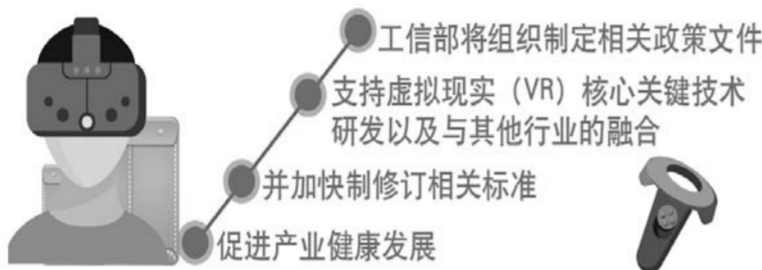 工信部将组织制定相关政策文件
支持虚拟现实（VR）核心关键技术
研发以及与其他行业的融合
并加快制修订相关标准
促进产业健康发展